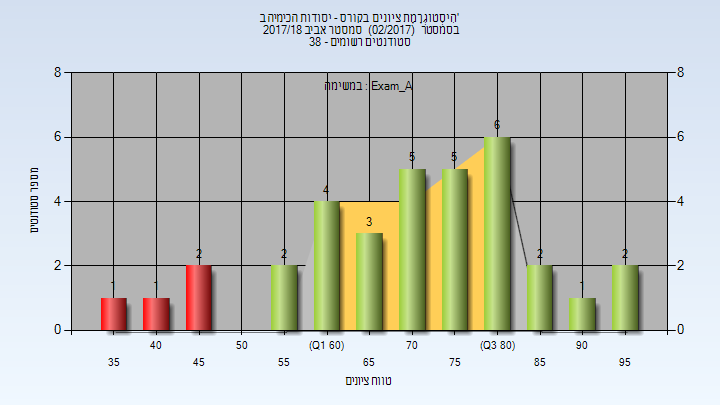 הִיסְטוֹגְרָמַת ציונים בקורס - יסודות הכימיה ב'
בסמסטר (02/2017) סמסטר אביב 2017/18
סטודנטים רשומים - 38
במשימה : Exam_A
8 8
6 6
4 4
2 2
0 0
מספר סטודנטים
1 1 2 2 4 3 5 5 6 2 1 2
40 50 (Q1 60) 70 (Q3 80) 90
35 45 55 65 75 85 95
טווח ציונים